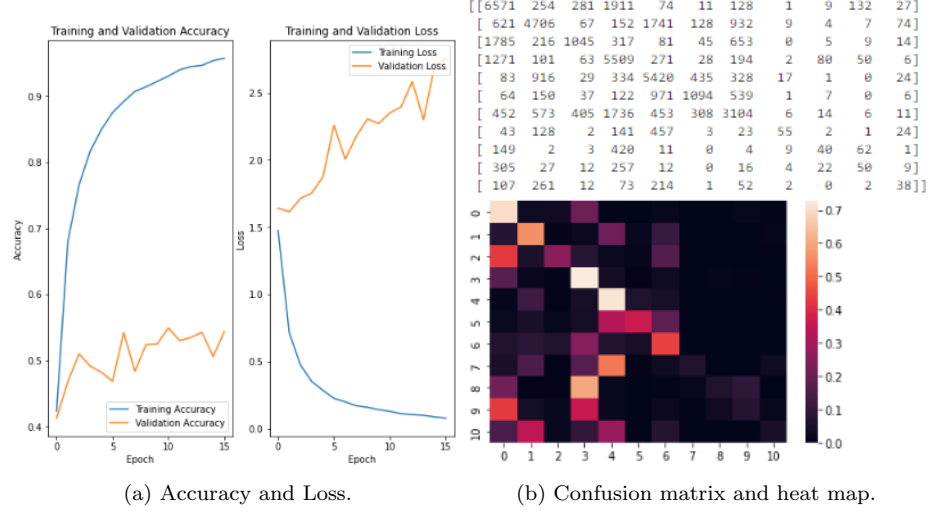 Training and Validation Accuracy
Accuracy
0.9
0.8
0.7
0.6
0.5
0.4
Training Accuracy
Validation Accuracy
0 5 10 15
Epoch
Training and Validation Loss
Loss
Training Loss
Validation Loss
2.5
2.0
1.5
1.0
0.5
0.0
0 5 10 15
Epoch
(a) Accuracy and Loss.
[[6571 254 281 1911 74 11 128 1 9 132 27]
[ 621 4706 67 152 1741 128 932 9 4 7 74]
[1785 216 1045 317 81 45 653 0 5 9 14]
[1271 101 63 5509 271 28 194 2 80 50 6]
[ 83 916 29 334 5420 435 328 17 1 0 24]
[ 64 150 37 122 971 1094 539 1 7 0 6]
[ 452 573 405 1736 453 308 3104 6 14 6 11]
[ 43 128 2 141 457 3 23 55 2 1 24]
[ 149 2 3 420 11 0 4 9 40 62 1]
[ 305 27 12 257 12 0 16 4 22 50 9]
[ 107 261 12 73 214 1 52 2 0 2 38]]
0
1
2
3
4
5
6
7
8
9
10
0 1 2 3 4 5 6 7 8 9 10
0.7
0.6
0.5
0.4
0.3
0.2
0.1
0.0
(b) Confusion matrix and heat map.